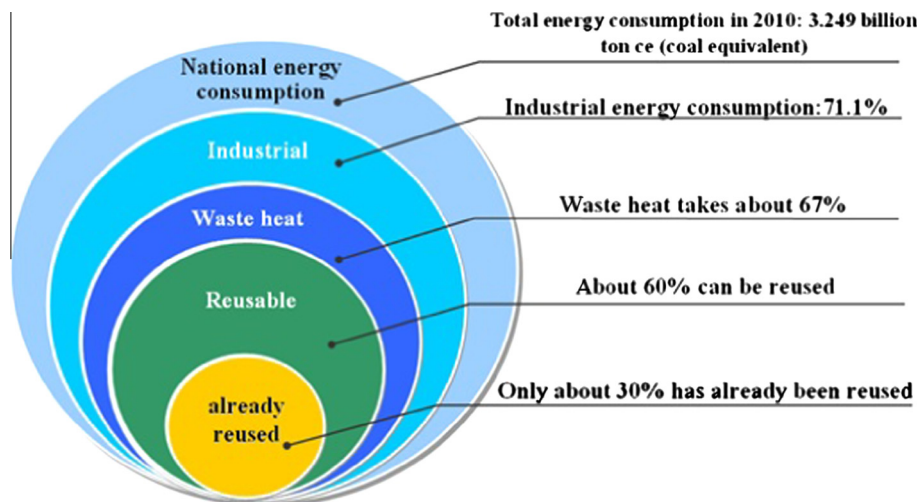 Total energy consumption in 2010: 3.249 billion
ton ce (coal equivalent)
National energy
consumption
Industrial energy consumption:71.1%
Industrial
Waste heat takes about 67%
Waste heat
About 60% can be reused
Reusable
Only about 30% has already been reused
already
reused